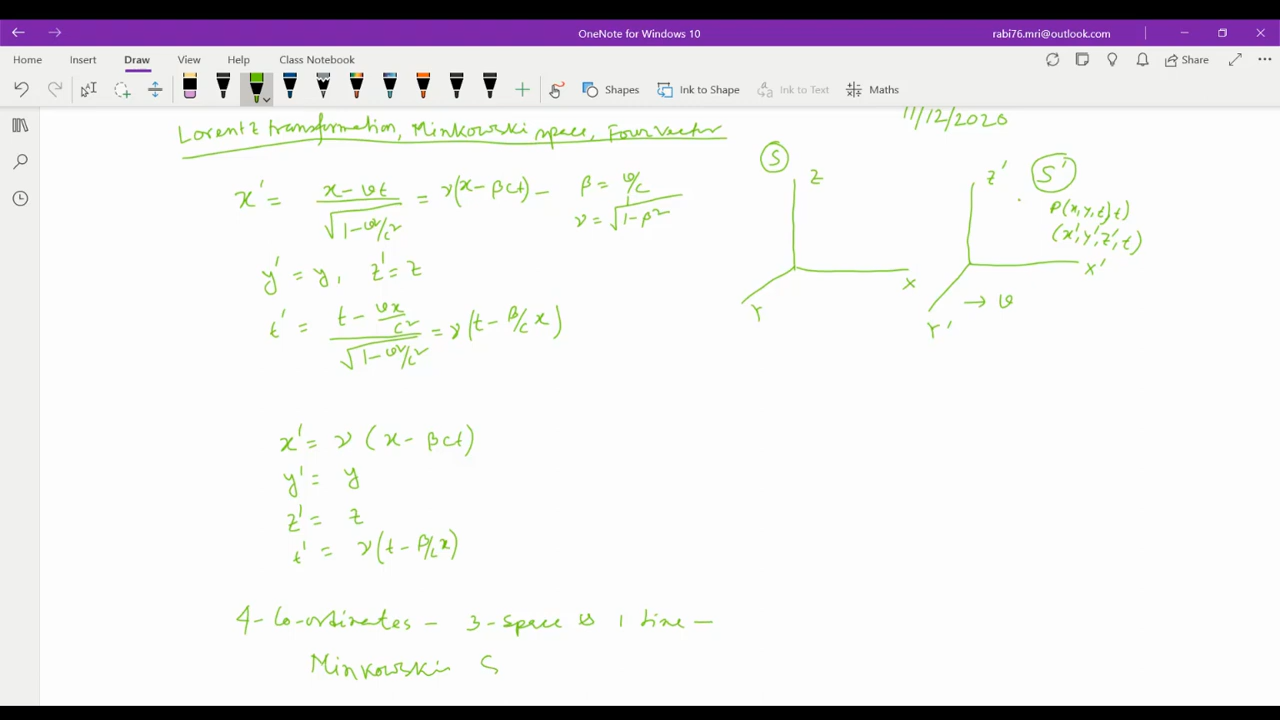 OneNote for Windows 10
rabi76.mri@outlook.com
Home Insert Draw View Help Class Notebook
Share
Shapes Ink to Shape Ink to Text Maths
11/12/2020
Lorentz transformation, Minkowski space, Four vector
x' = (x - vt)/√(1 - v²/c²) = γ(x - βct) -
β = v/c
γ = √(1 - β²)
y' = y, z' = z
t' = (t - vx/c²)/√(1 - v²/c²) = γ(t - β/c x)
S
Z
X
Y
S'
Z'
P(x,y,z,t)
(x',y',z',t)
X'
Y'
→ v
x' = γ (x - βct)
y' = y
z' = z
t' = γ(t - β/c x)
4-Co-ordinates - 3-space & 1 time -
Minkowski S